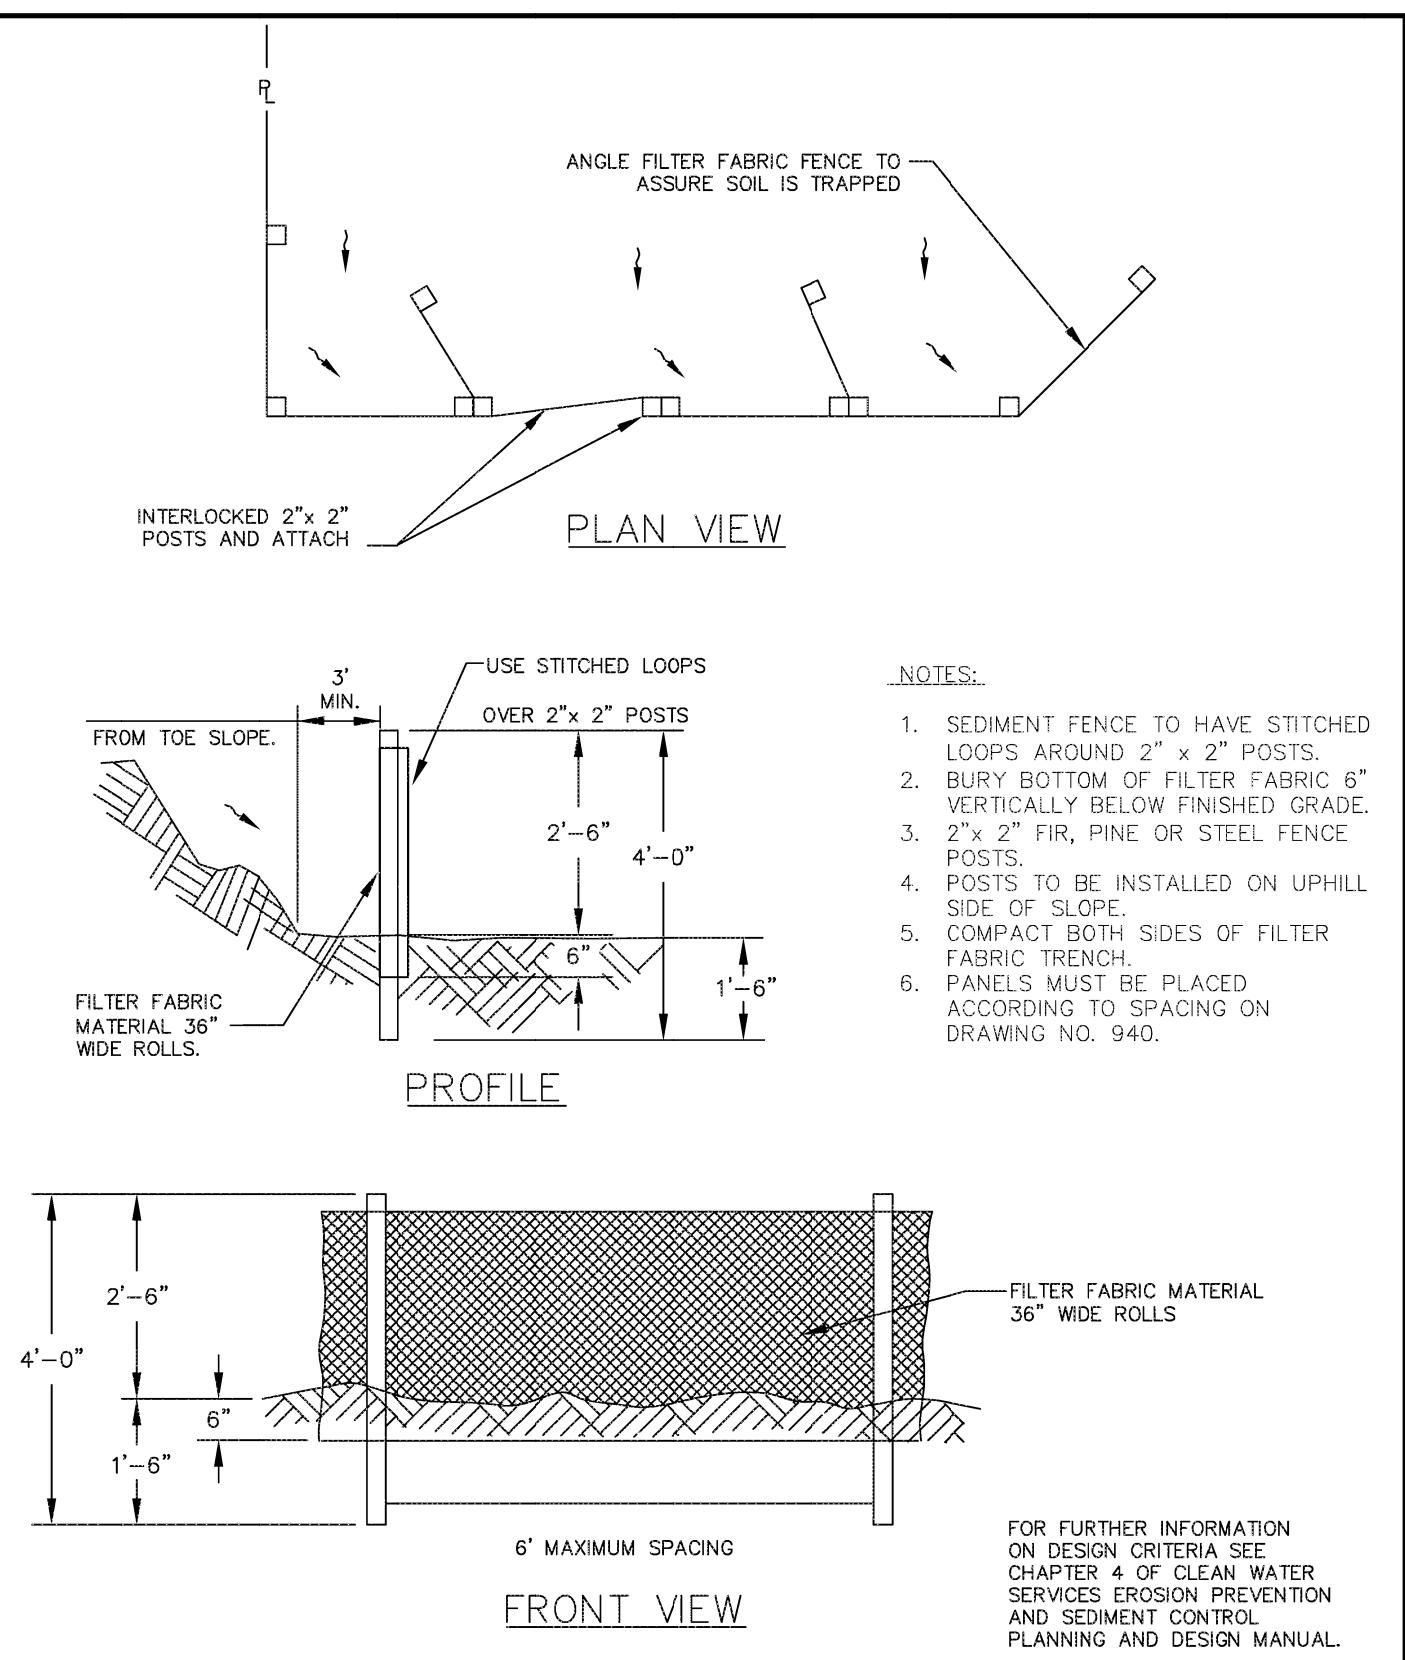 PL
ANGLE FILTER FABRIC FENCE TO
ASSURE SOIL IS TRAPPED
INTERLOCKED 2"x 2"
POSTS AND ATTACH
PLAN VIEW
3'
MIN.
FROM TOE SLOPE.
USE STITCHED LOOPS
OVER 2"x 2" POSTS
2'-6"
4'-0"
6"
1'-6"
FILTER FABRIC
MATERIAL 36"
WIDE ROLLS.
PROFILE
NOTES:
1. SEDIMENT FENCE TO HAVE STITCHED
LOOPS AROUND 2" x 2" POSTS.
2. BURY BOTTOM OF FILTER FABRIC 6"
VERTICALLY BELOW FINISHED GRADE.
3. 2"x 2" FIR, PINE OR STEEL FENCE
POSTS.
4. POSTS TO BE INSTALLED ON UPHILL
SIDE OF SLOPE.
5. COMPACT BOTH SIDES OF FILTER
FABRIC TRENCH.
6. PANELS MUST BE PLACED
ACCORDING TO SPACING ON
DRAWING NO. 940.
2'-6"
4'-0"
6"
1'-6"
FILTER FABRIC MATERIAL
36" WIDE ROLLS
6' MAXIMUM SPACING
FRONT VIEW
FOR FURTHER INFORMATION
ON DESIGN CRITERIA SEE
CHAPTER 4 OF CLEAN WATER
SERVICES EROSION PREVENTION
AND SEDIMENT CONTROL
PLANNING AND DESIGN MANUAL.